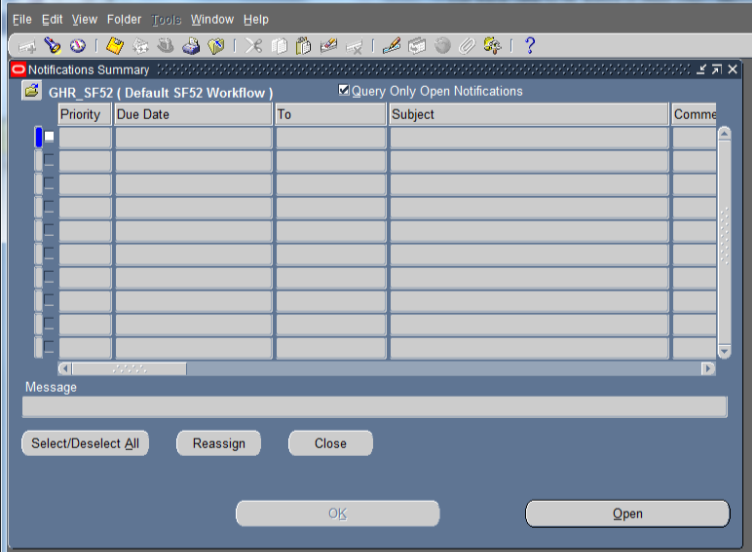 File Edit View Folder Tools Window Help
?
Notifications Summary
GHR_SF52 ( Default SF52 Workflow ) Query Only Open Notifications
Priority Due Date To Subject Comme
Message
Select/Deselect All Reassign Close
OK Open